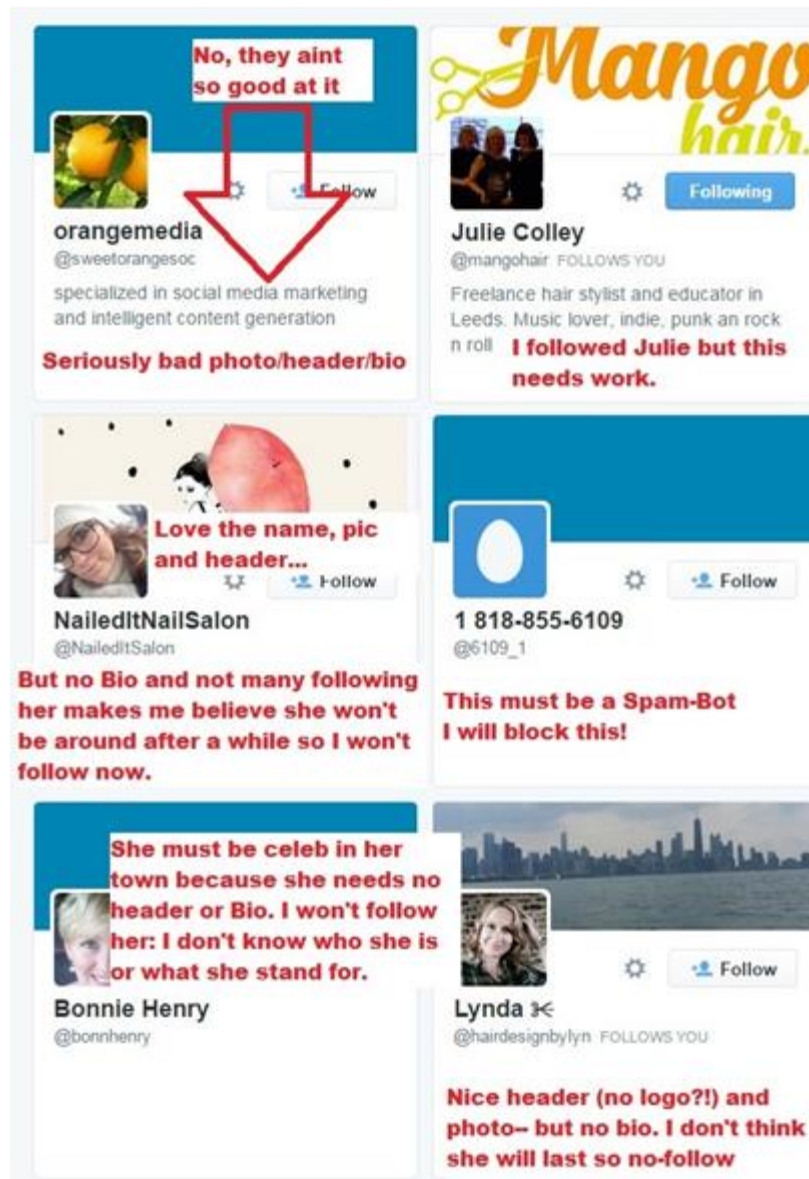 No, they aint
so good at it
Follow
orangemedia
@sweetorangesoc
specialized in social media marketing
and intelligent content generation
Seriously bad photo/header/bio
Mango
hair.
Following
Julie Colley
@mangohair FOLLOWS YOU
Freelance hair stylist and educator in
Leeds. Music lover, indie, punk an rock
n roll
I followed Julie but this
needs work.
Love the name, pic
and header...
Follow
NailedItNailSalon
@NailedItSalon
But no Bio and not many following
her makes me believe she won't
be around after a while so I won't
follow now.
Follow
1 818-855-6109
@6109_1
This must be a Spam-Bot
I will block this!
She must be celeb in her
town because she needs no
header or Bio. I won't follow
her: I don't know who she is
or what she stand for.
Bonnie Henry
@bonnhenry
Follow
Lynda ✂
@hairdesignbylyn FOLLOWS YOU
Nice header (no logo?!) and
photo-- but no bio. I don't think
she will last so no-follow